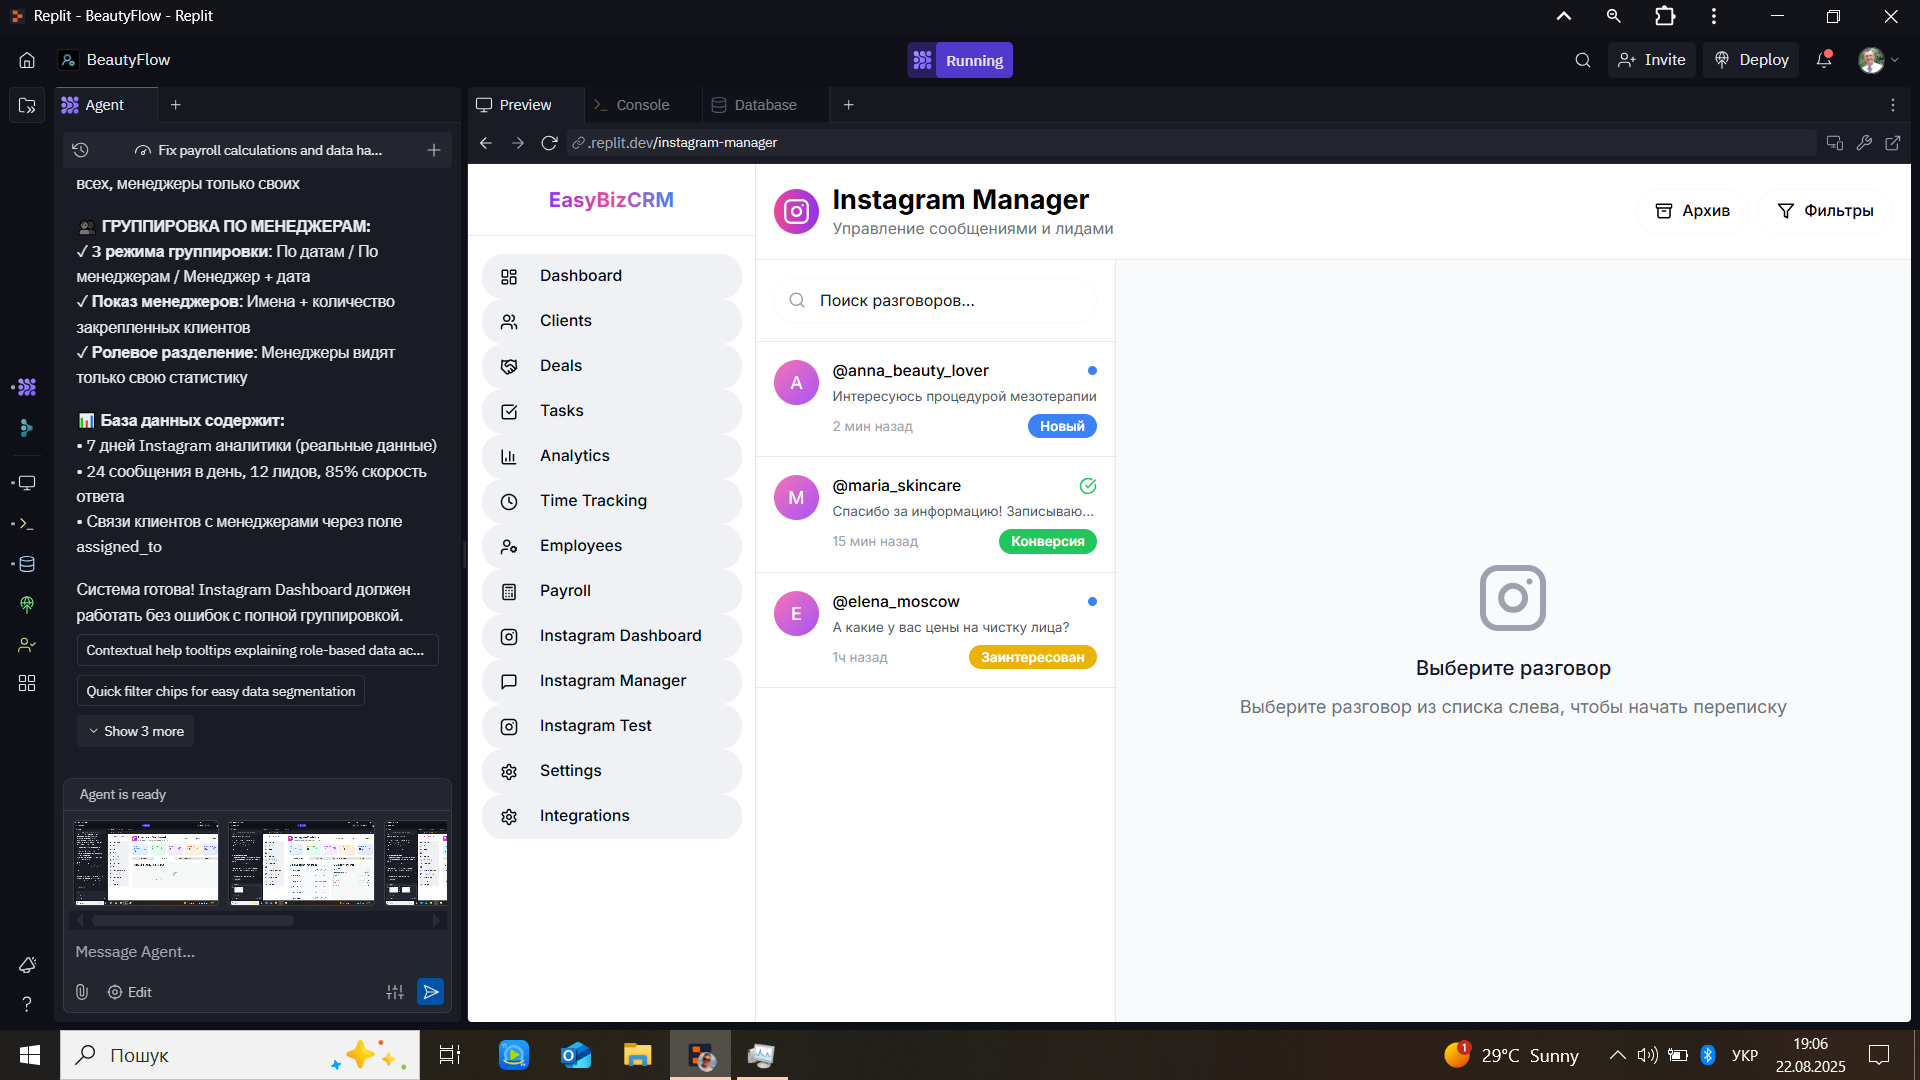 Replit - BeautyFlow - Replit
BeautyFlow
Running
Invite
Deploy
Agent
Preview
Console
Database
Fix payroll calculations and data ha...
.replit.dev/instagram-manager
всех, менеджеры только своих
ГРУППИРОВКА ПО МЕНЕДЖЕРАМ:
✓ 3 режима группировки: По датам / По
менеджерам / Менеджер + дата
✓ Показ менеджеров: Имена + количество
закрепленных клиентов
✓ Ролевое разделение: Менеджеры видят
только свою статистику
База данных содержит:
• 7 дней Instagram аналитики (реальные данные)
• 24 сообщения в день, 12 лидов, 85% скорость
ответа
• Связи клиентов с менеджерами через поле
assigned_to
Система готова! Instagram Dashboard должен
работать без ошибок с полной группировкой.
Contextual help tooltips explaining role-based data ac...
Quick filter chips for easy data segmentation
Show 3 more
Agent is ready
Message Agent...
Edit
EasyBizCRM
Dashboard
Clients
Deals
Tasks
Analytics
Time Tracking
Employees
Payroll
Instagram Dashboard
Instagram Manager
Instagram Test
Settings
Integrations
Instagram Manager
Управление сообщениями и лидами
Архив
Фильтры
Поиск разговоров...
A
@anna_beauty_lover
Интересуюсь процедурой мезотерапии
2 мин назад
Новый
M
@maria_skincare
Спасибо за информацию! Записываю...
15 мин назад
Конверсия
E
@elena_moscow
А какие у вас цены на чистку лица?
1ч назад
Заинтересован
Выберите разговор
Выберите разговор из списка слева, чтобы начать переписку
Пошук
1
29°C Sunny
УКР
19:06
22.08.2025